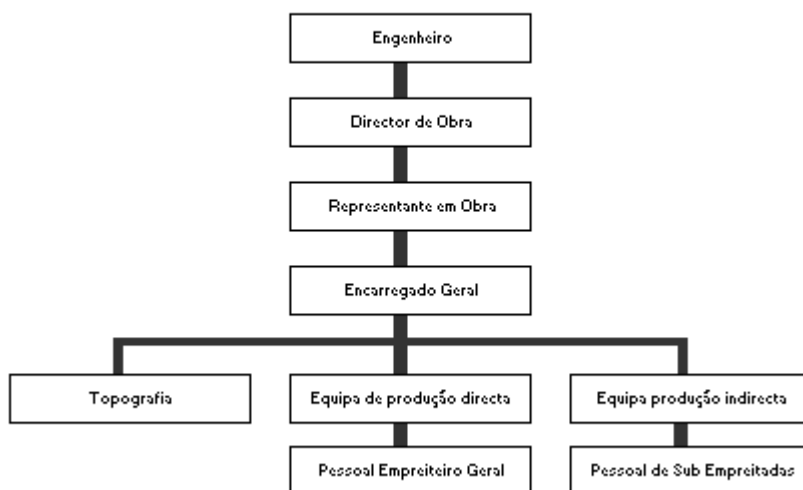 Engenheiro
Director de Obra
Representante em Obra
Encarregado Geral
Topografia
Equipa de produção directa
Equipa produção indirecta
Pessoal Empreiteiro Geral
Pessoal de Sub Empreitadas